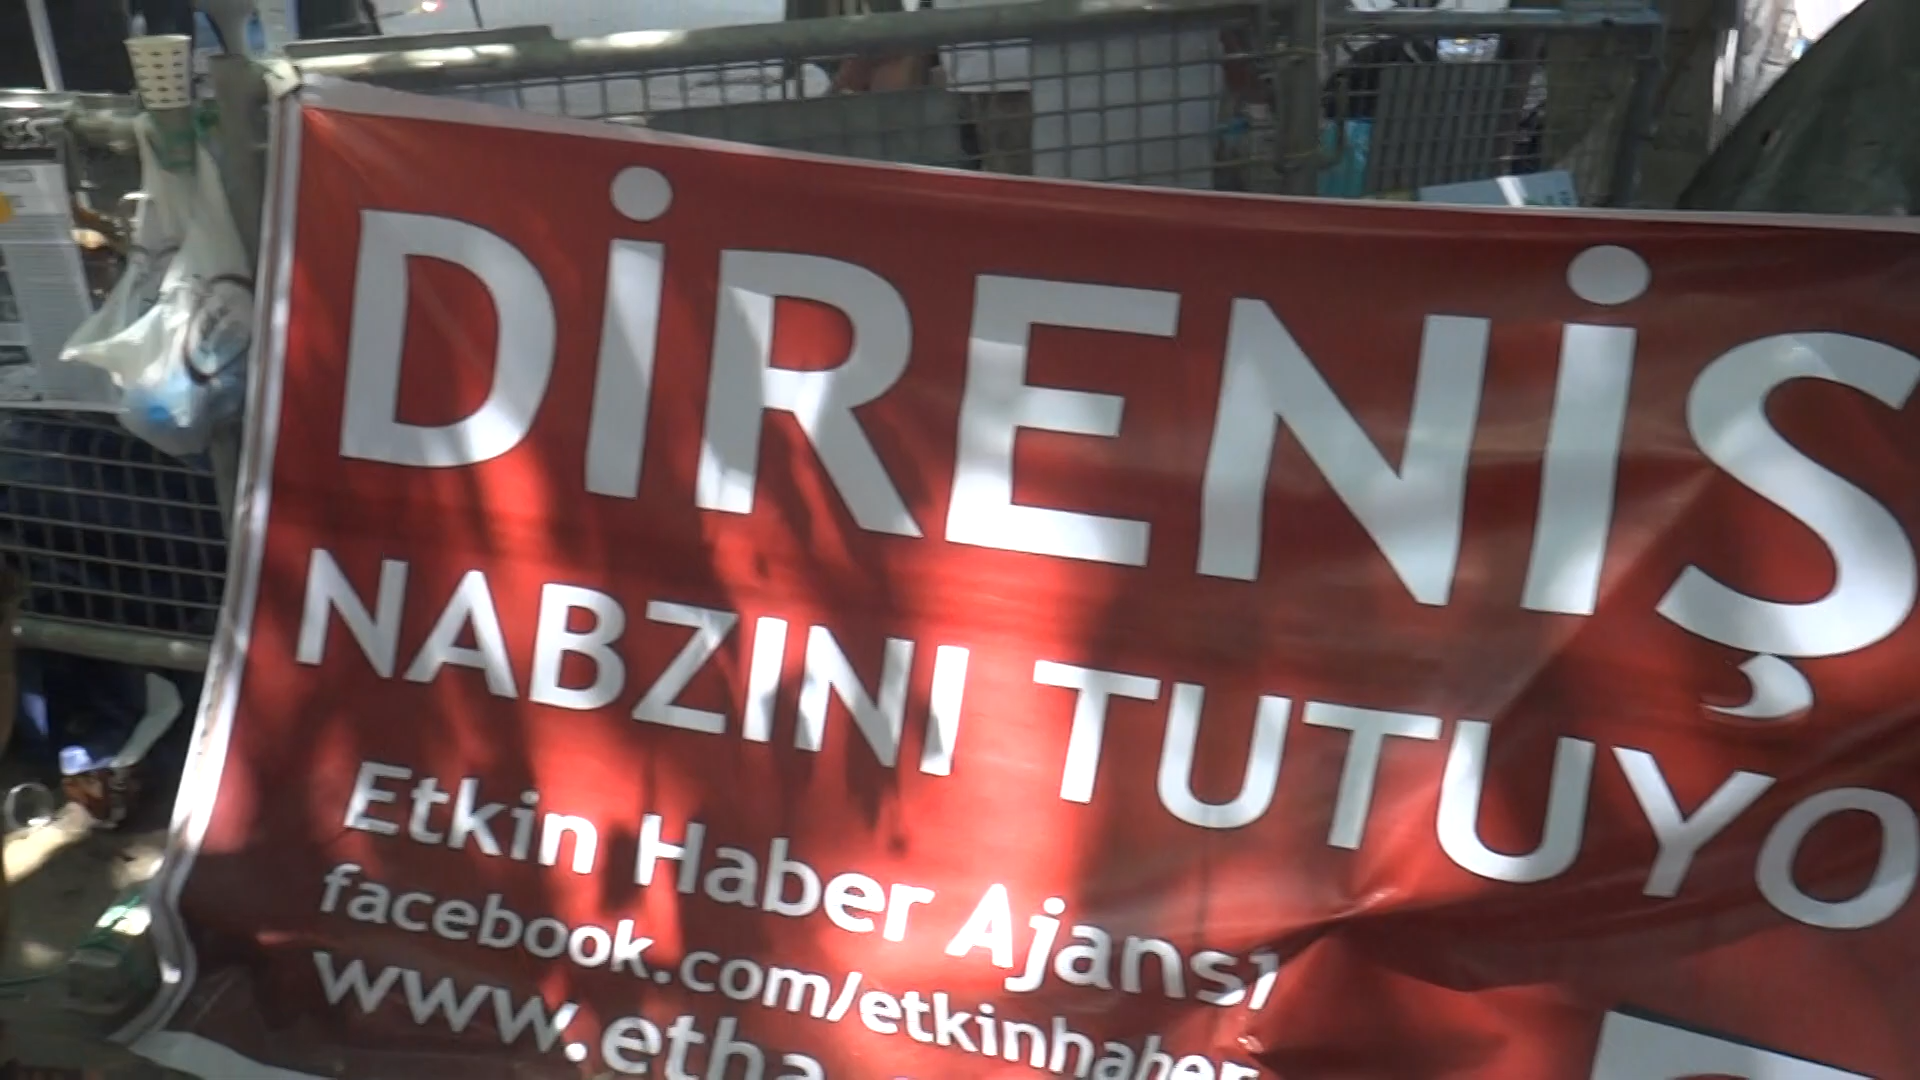 DİRENİŞ
NABZINI TUTUYO
Etkin Haber Ajansı
facebook.com/etkinhaber
www.etha